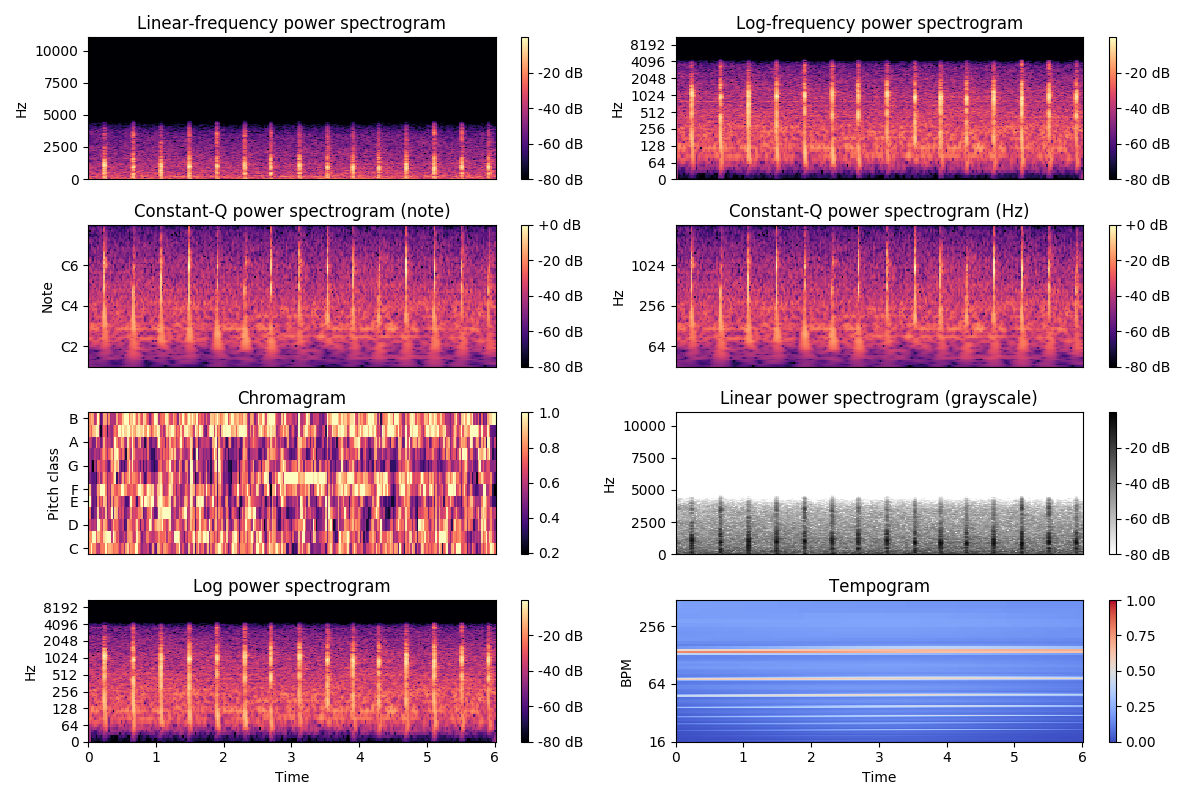 Linear-frequency power spectrogram
10000
7500
5000
2500
0
Hz
-20 dB
-40 dB
-60 dB
-80 dB
Log-frequency power spectrogram
8192
4096
2048
1024
512
256
128
64
0
Hz
-20 dB
-40 dB
-60 dB
-80 dB
Constant-Q power spectrogram (note)
C6
C4
C2
Note
+0 dB
-20 dB
-40 dB
-60 dB
-80 dB
Constant-Q power spectrogram (Hz)
1024
256
64
Hz
+0 dB
-20 dB
-40 dB
-60 dB
-80 dB
Chromagram
B
A
G
F
E
D
C
Pitch class
1.0
0.8
0.6
0.4
0.2
Linear power spectrogram (grayscale)
10000
7500
5000
2500
0
Hz
-20 dB
-40 dB
-60 dB
-80 dB
Log power spectrogram
8192
4096
2048
1024
512
256
128
64
0
Hz
0 1 2 3 4 5 6
Time
-20 dB
-40 dB
-60 dB
-80 dB
Tempogram
256
64
16
BPM
0 1 2 3 4 5 6
Time
1.00
0.75
0.50
0.25
0.00